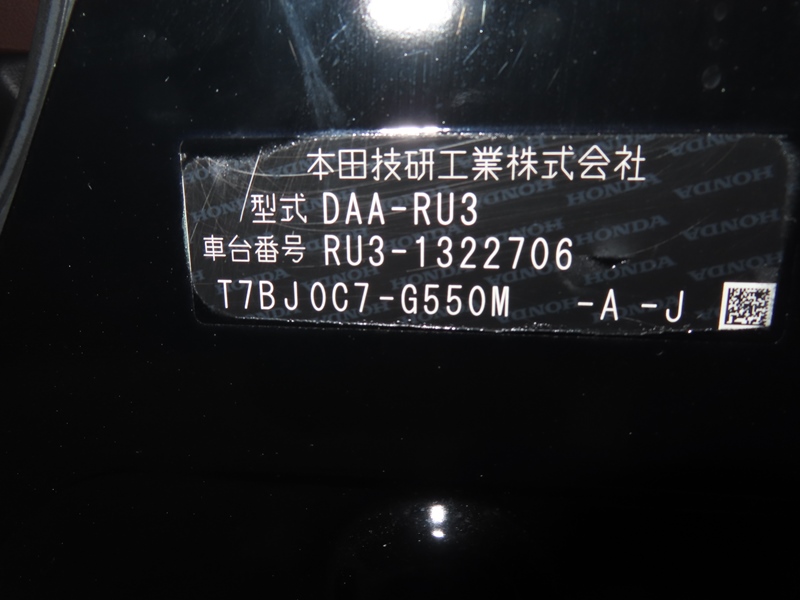 本田技研工業株式会社
型式 DAA-RU3
車台番号 RU3-1322706
T7BJ0C7-G550M -A -J